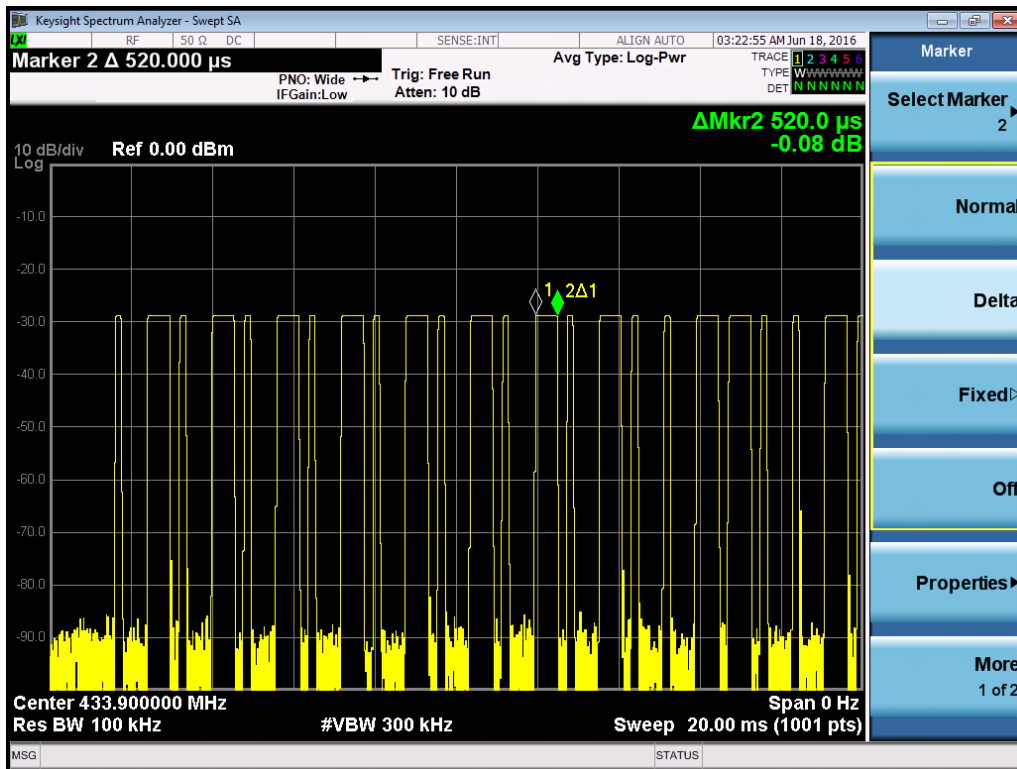 Keysight Spectrum Analyzer - Swept SA
LXI RF 50 Ω DC SENSE:INT ALIGN AUTO 03:22:55 AM Jun 18, 2016
Marker 2 Δ 520.000 µs
PNO: Wide
IFGain:Low
Trig: Free Run
Atten: 10 dB
Avg Type: Log-Pwr
TRACE 1 2 3 4 5 6
TYPE WWWWWWW
DET N N N N N N
ΔMkr2 520.0 µs
-0.08 dB
10 dB/div Ref 0.00 dBm
Log
-10.0
-20.0
1 2Δ1
-30.0
-40.0
-50.0
-60.0
-70.0
-80.0
-90.0
Center 433.900000 MHz Span 0 Hz
Res BW 100 kHz #VBW 300 kHz Sweep 20.00 ms (1001 pts)
MSG STATUS
Marker
Select Marker
2
Normal
Delta
Fixed
Off
Properties
More
1 of 2